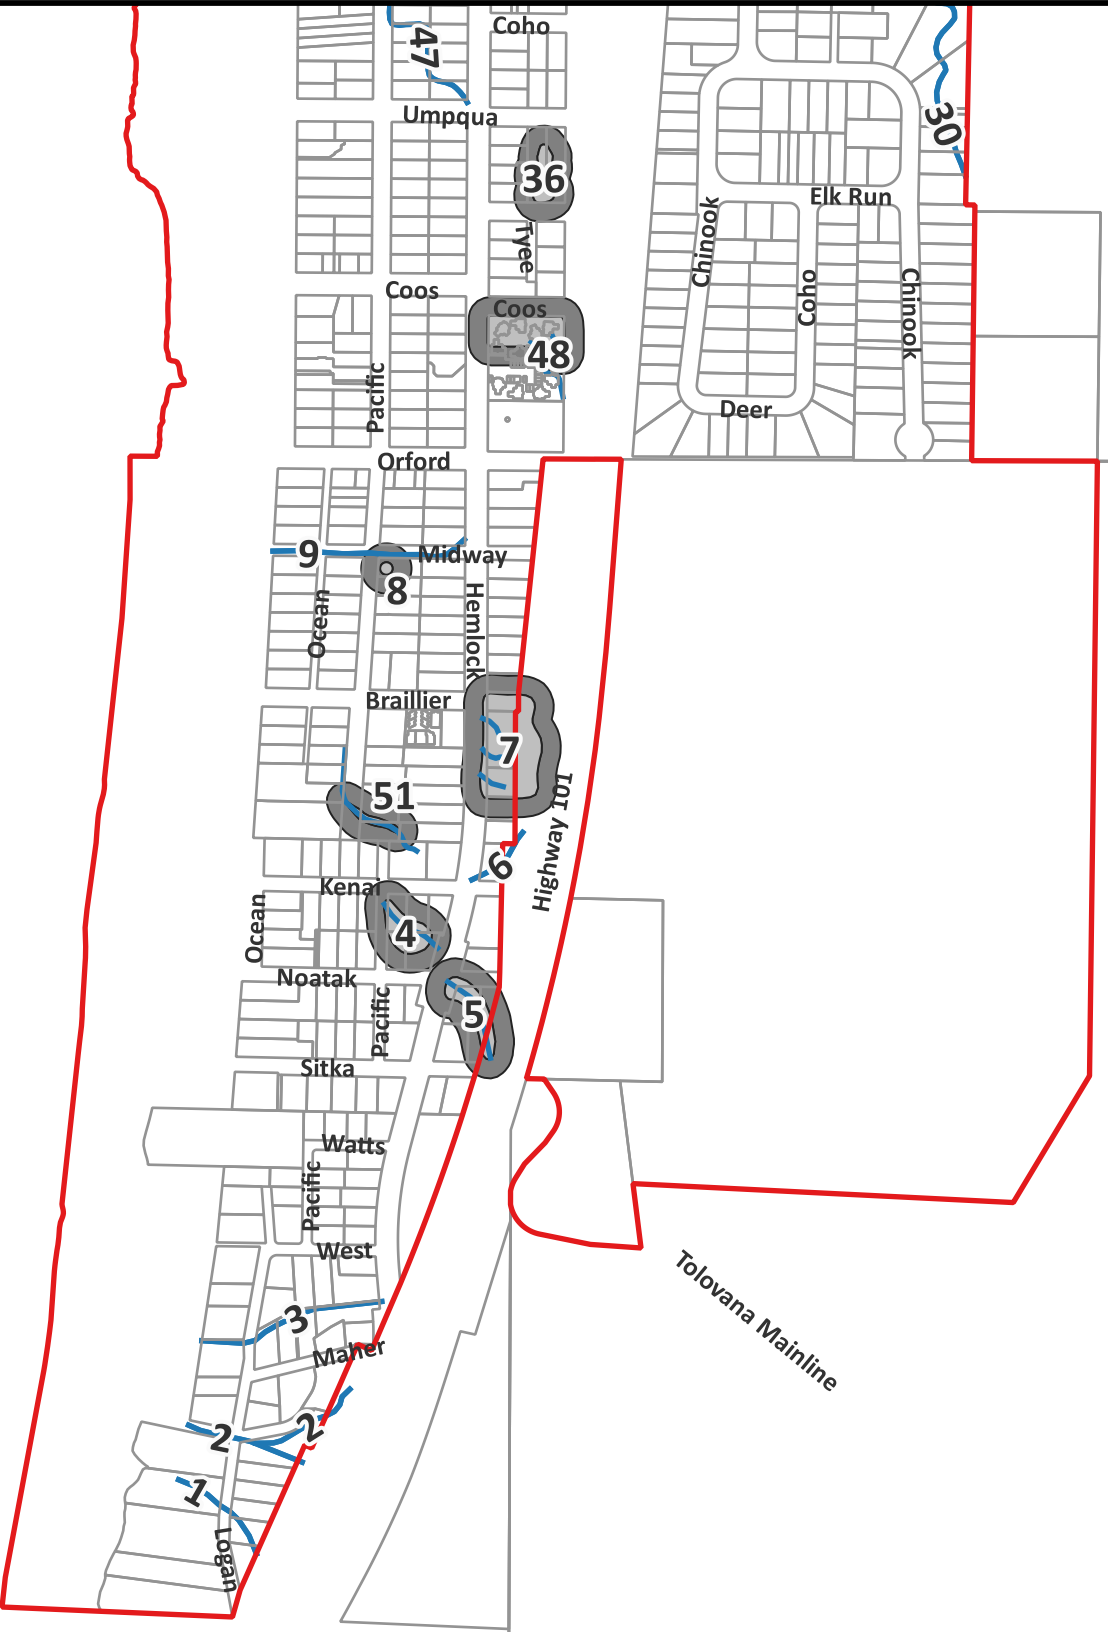 Coho
47
Umpqua
30
36
Elk Run
Chinook
Tyee
Coos
Coho
Chinook
Coos
48
Pacific
Deer
Orford
9
Midway
8
Ocean
Hemlock
Braillier
7
51
Highway 101
6
Kenai
Ocean
4
Noatak
5
Pacific
Sitka
Watts
Pacific
West
Tolovana Mainline
3
Maher
2
2
1
Logan